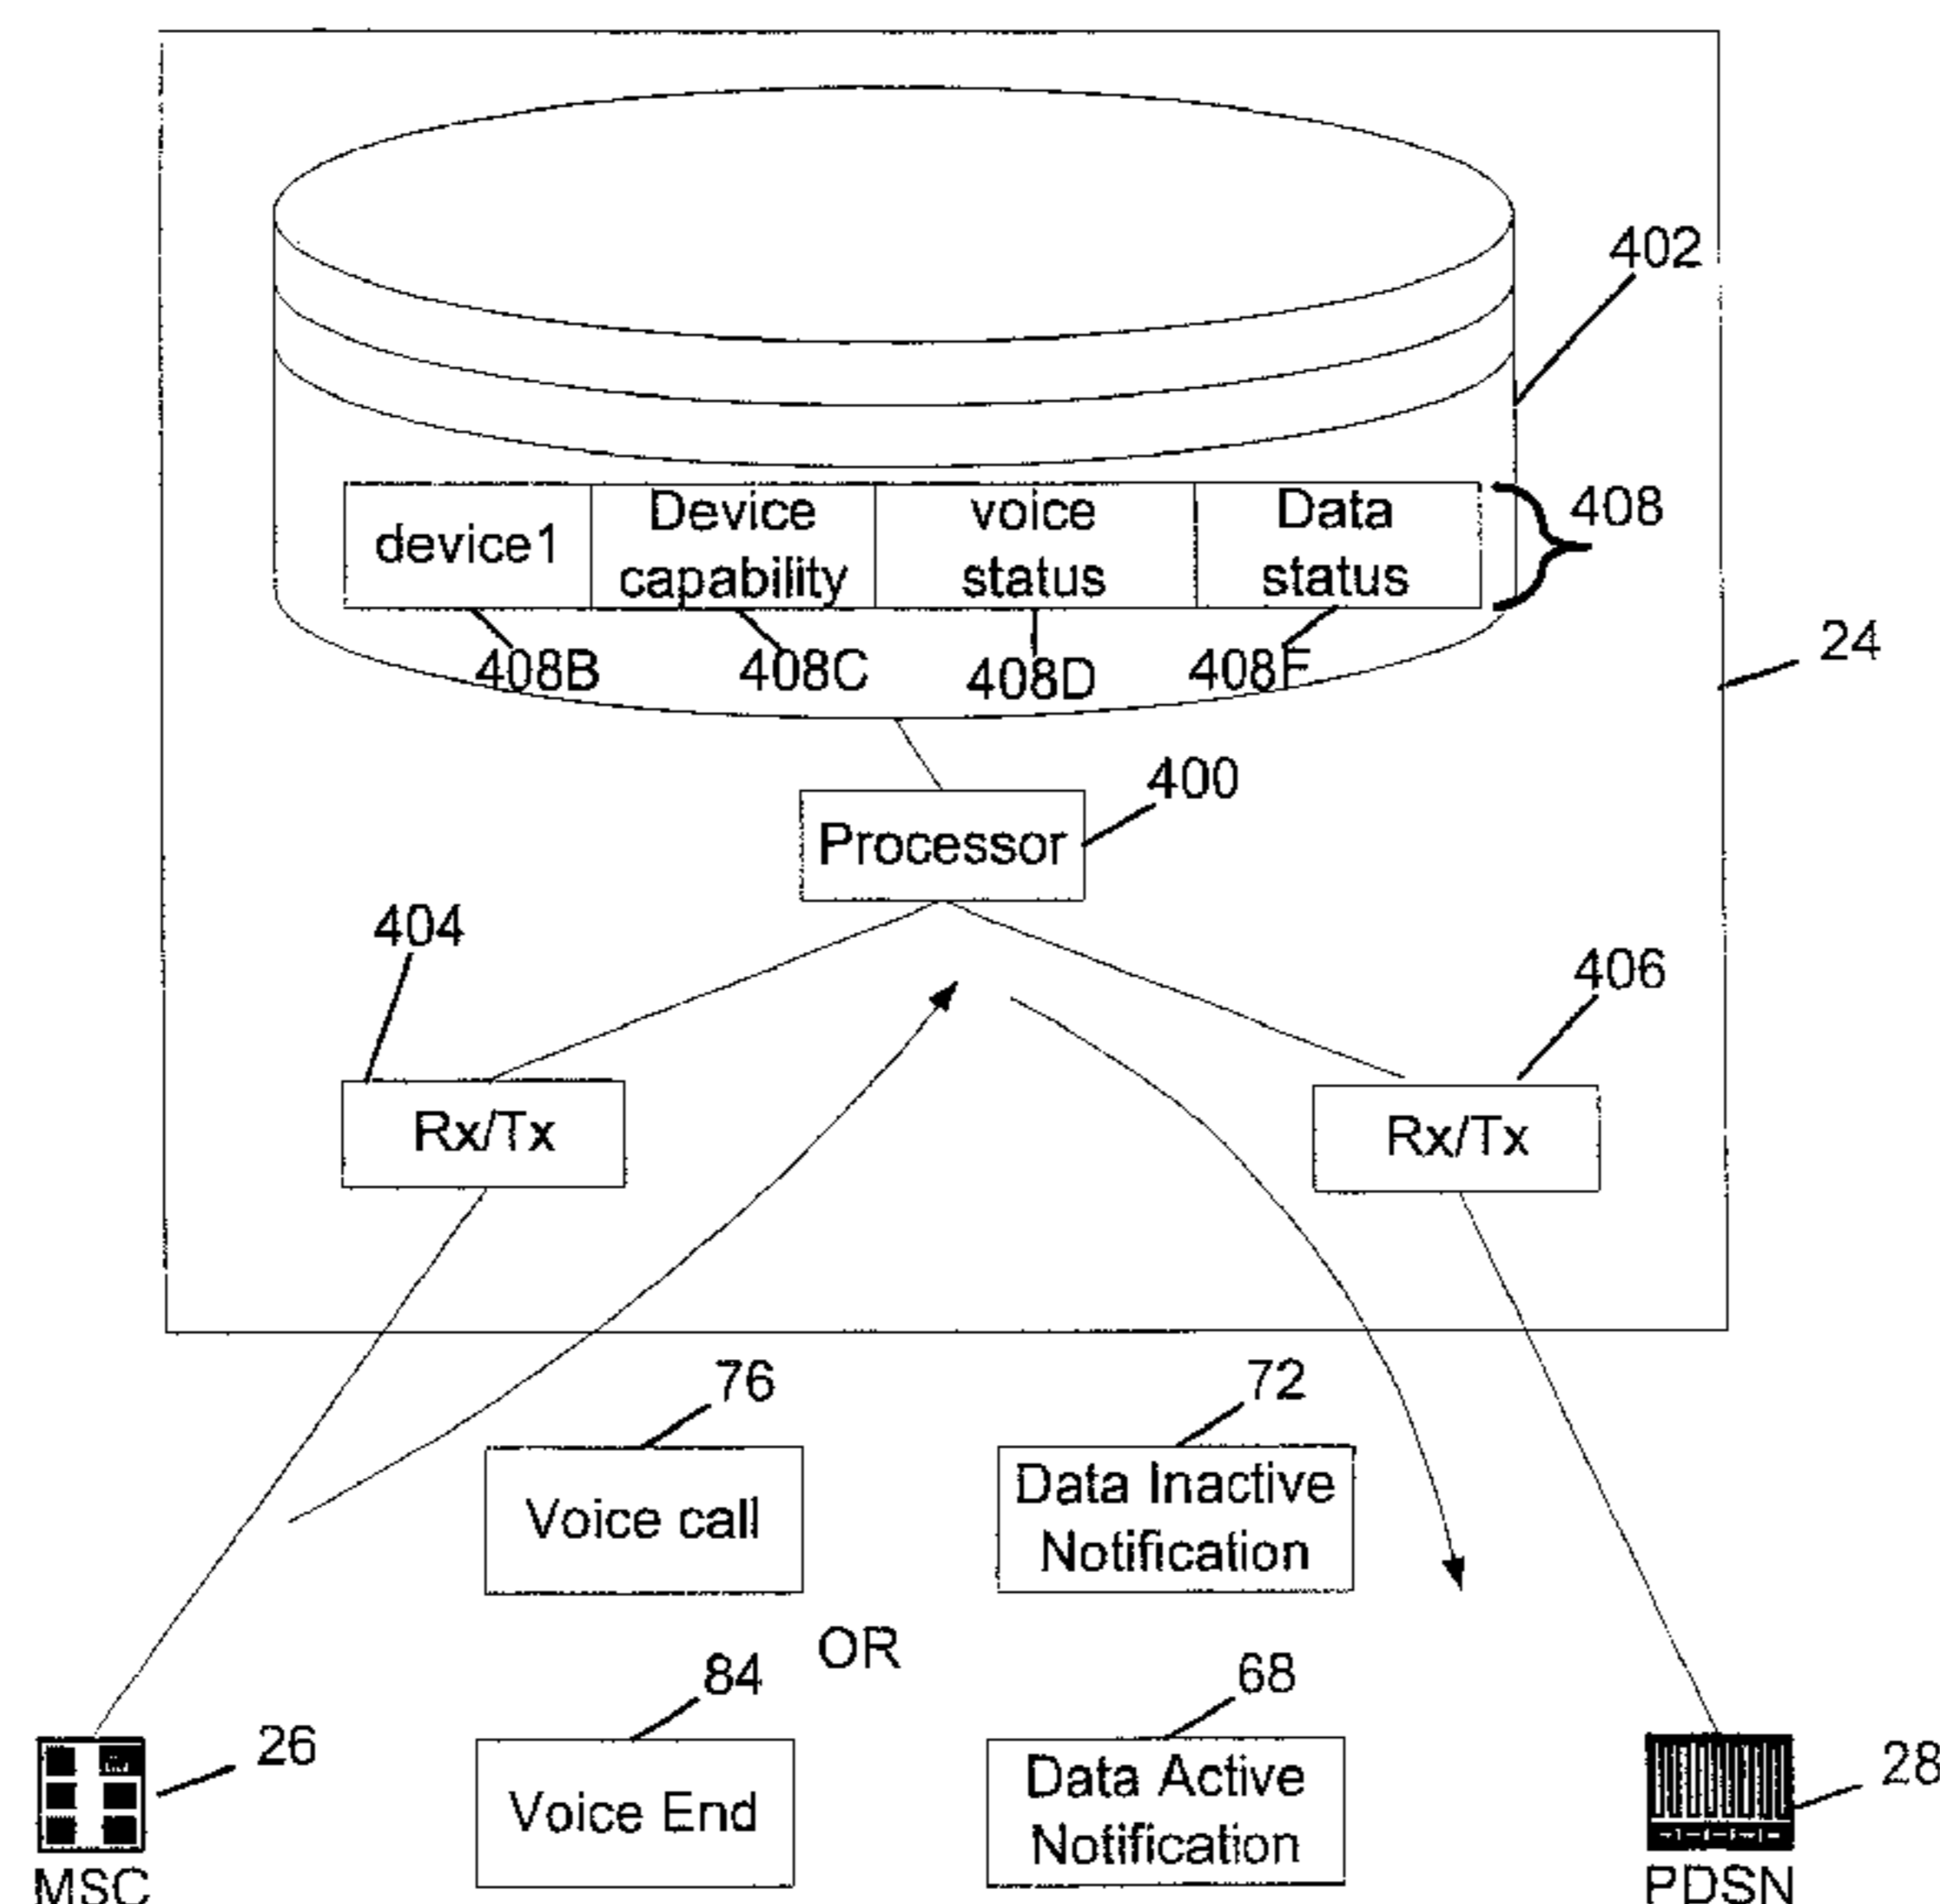 402
408
device1
Device
capability
voice
status
Data
status
408B
408C
408D
408F
24
400
Processor
404
406
Rx/Tx
Rx/Tx
76
72
Voice call
Data Inactive
Notification
OR
84
68
26
28
Voice End
Data Active
Notification
MSC
PDSN